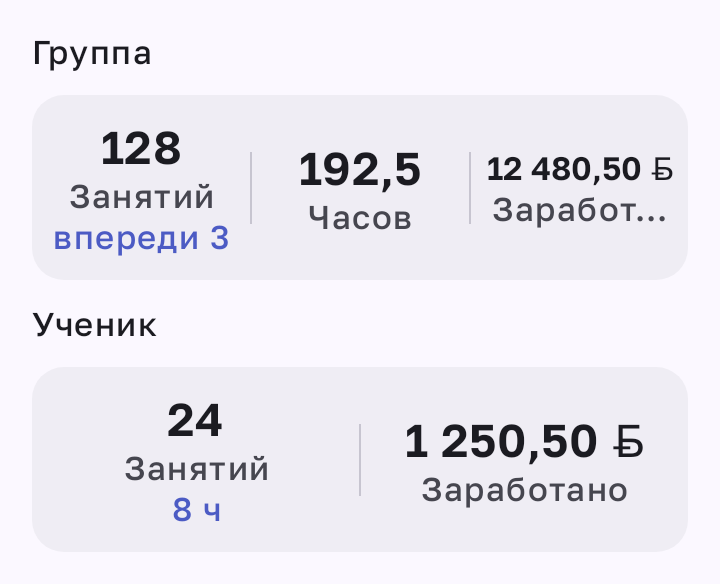 Группа
128
Занятий
впереди 3
192,5
Часов
12 480,50 Ƃ
Заработ...
Ученик
24
Занятий
8 ч
1 250,50 Ƃ
Заработано